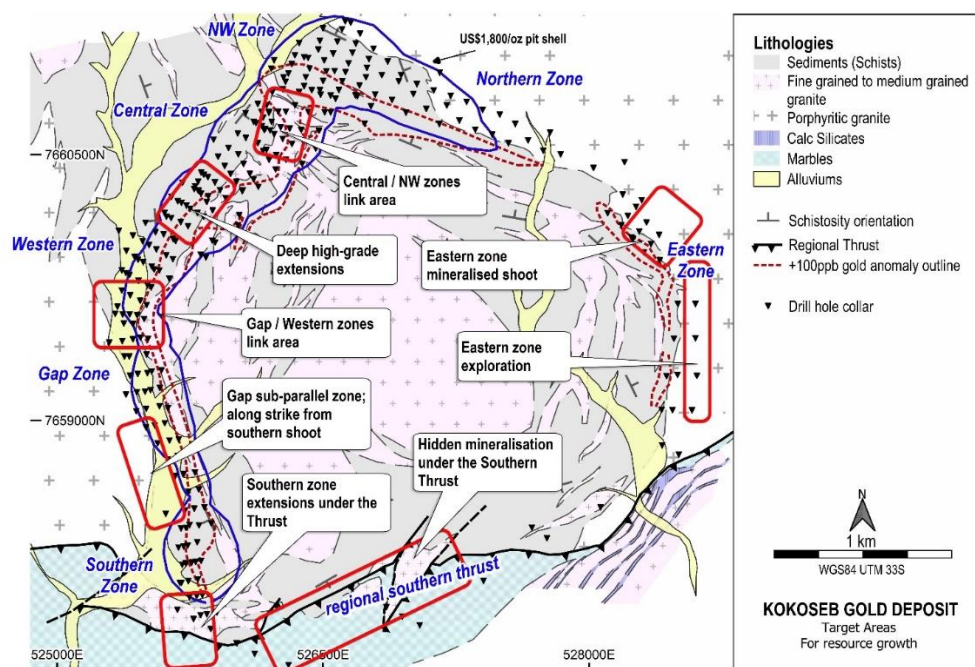 NW Zone
US$1,800/oz pit shell
Northern Zone
Central Zone
7660500N
Central / NW zones
link area
Western Zone
Deep high-grade
extensions
Eastern zone
mineralised shoot
Eastern
Zone
Gap / Western zones
link area
Eastern zone
exploration
Gap Zone
Gap sub-parallel zone;
along strike from
southern shoot
7659000N
Hidden mineralisation
under the Southern
Thrust
Southern zone
extensions under the
Thrust
Southern
Zone
regional southern thrust
525000E
526500E
528000E
Lithologies
Sediments (Schists)
Fine grained to medium grained
granite
Porphyritic granite
Calc Silicates
Marbles
Alluviums
Schistosity orientation
Regional Thrust
+100ppb gold anomaly outline
Drill hole collar
N
1 km
WGS84 UTM 33S
KOKOSEB GOLD DEPOSIT
Target Areas
For resource growth